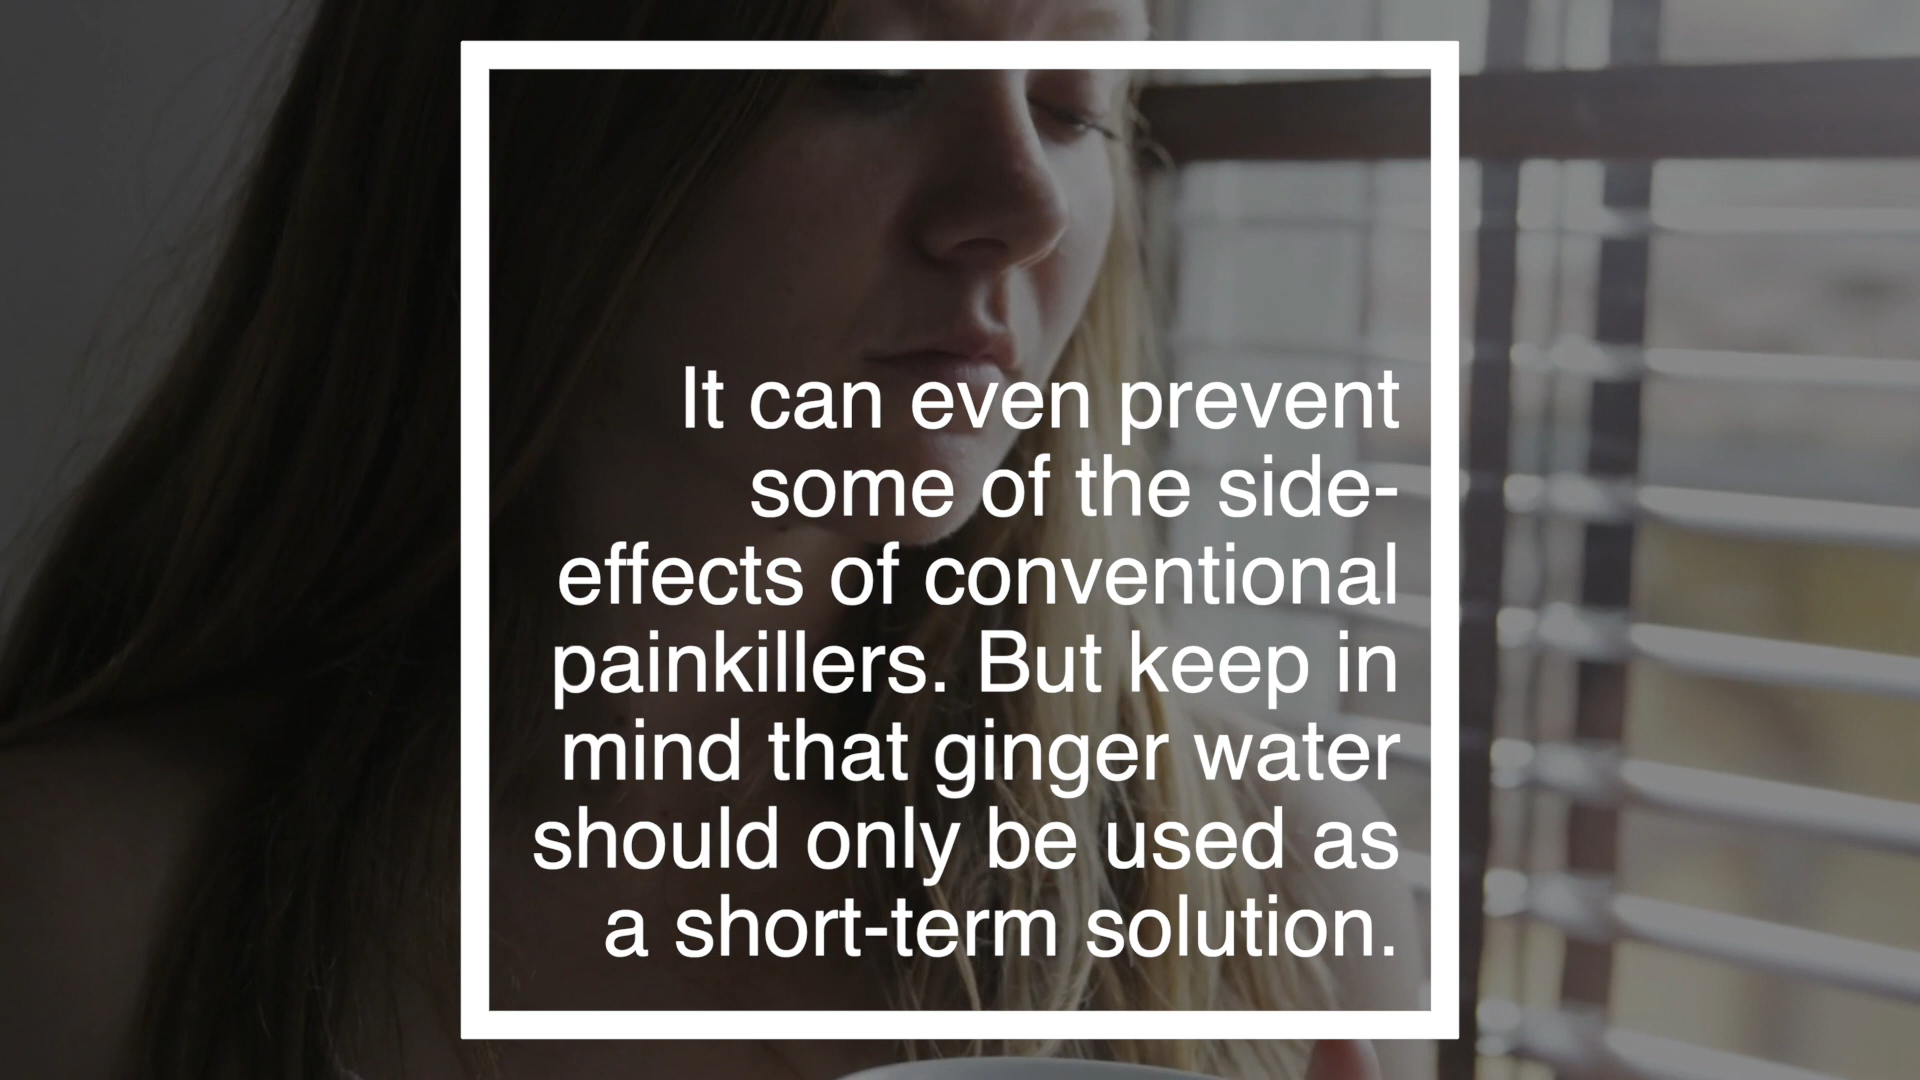 It can even prevent
some of the side-
effects of conventional
painkillers. But keep in
mind that ginger water
should only be used as
a short-term solution.